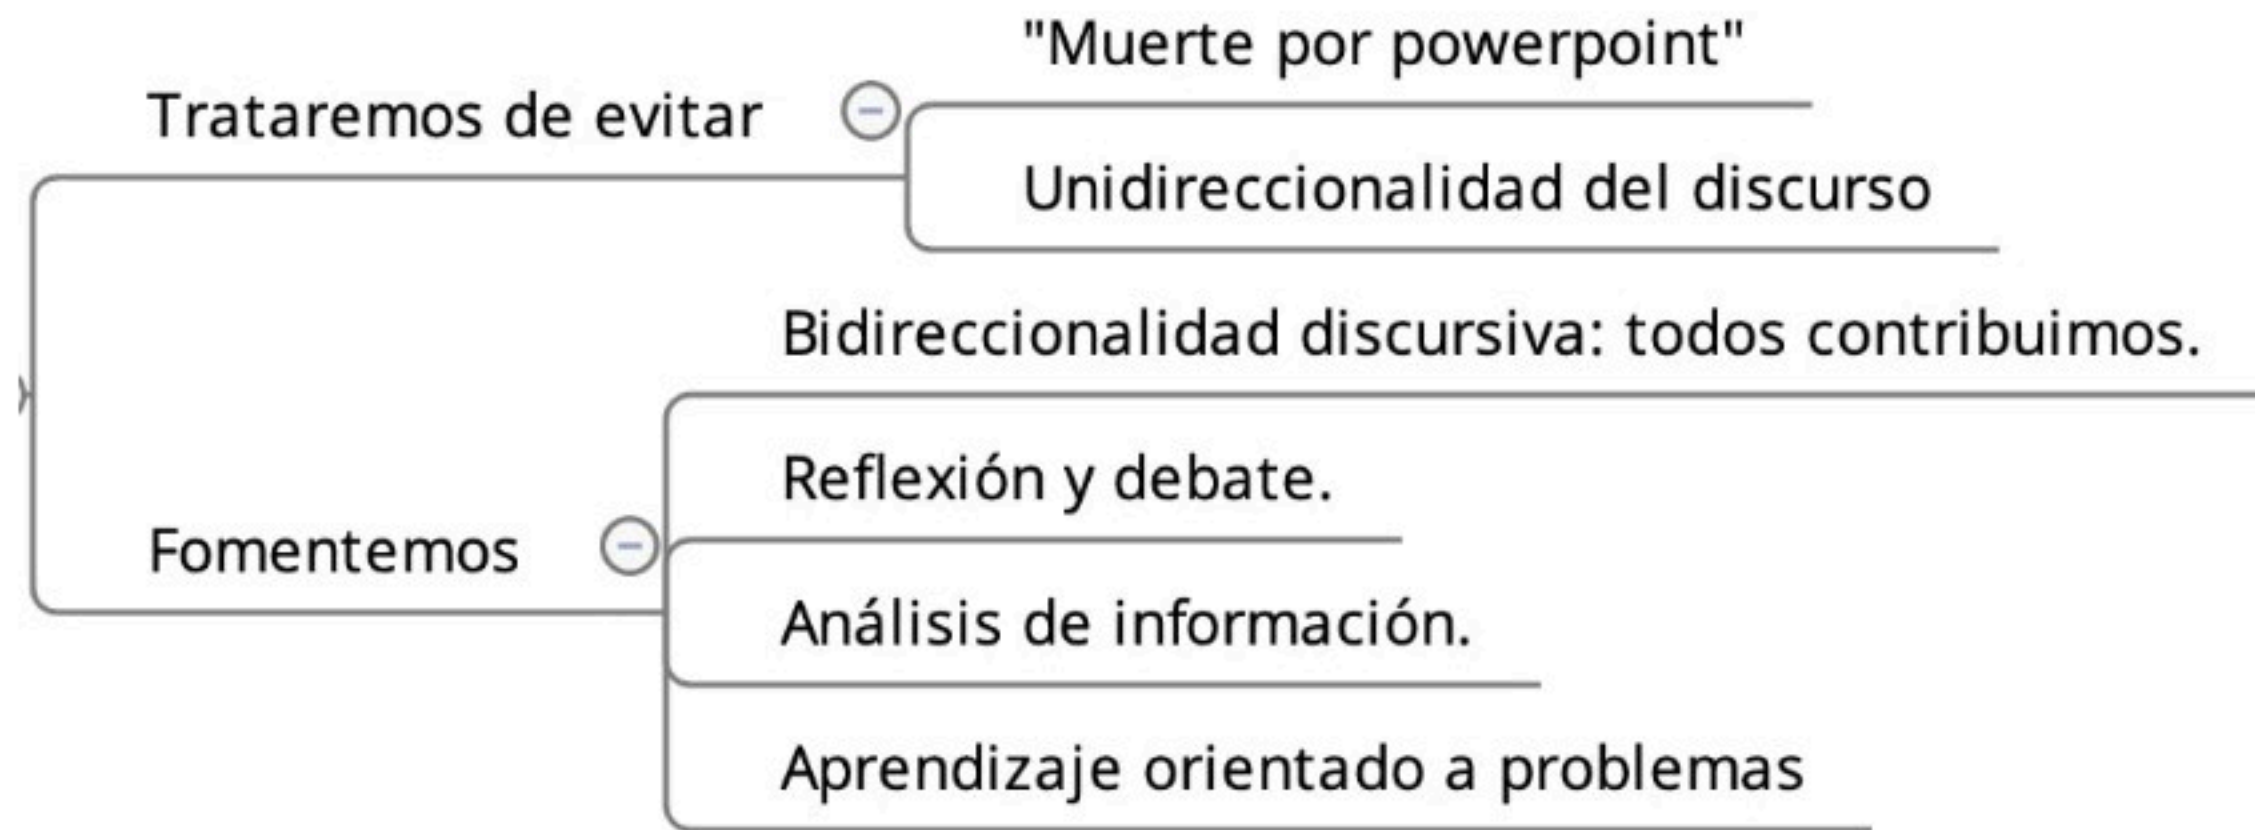 Trataremos de evitar
"Muerte por powerpoint"
Unidireccionalidad del discurso
Fomentemos
Bidireccionalidad discursiva: todos contribuimos.
Reflexión y debate.
Análisis de información.
Aprendizaje orientado a problemas